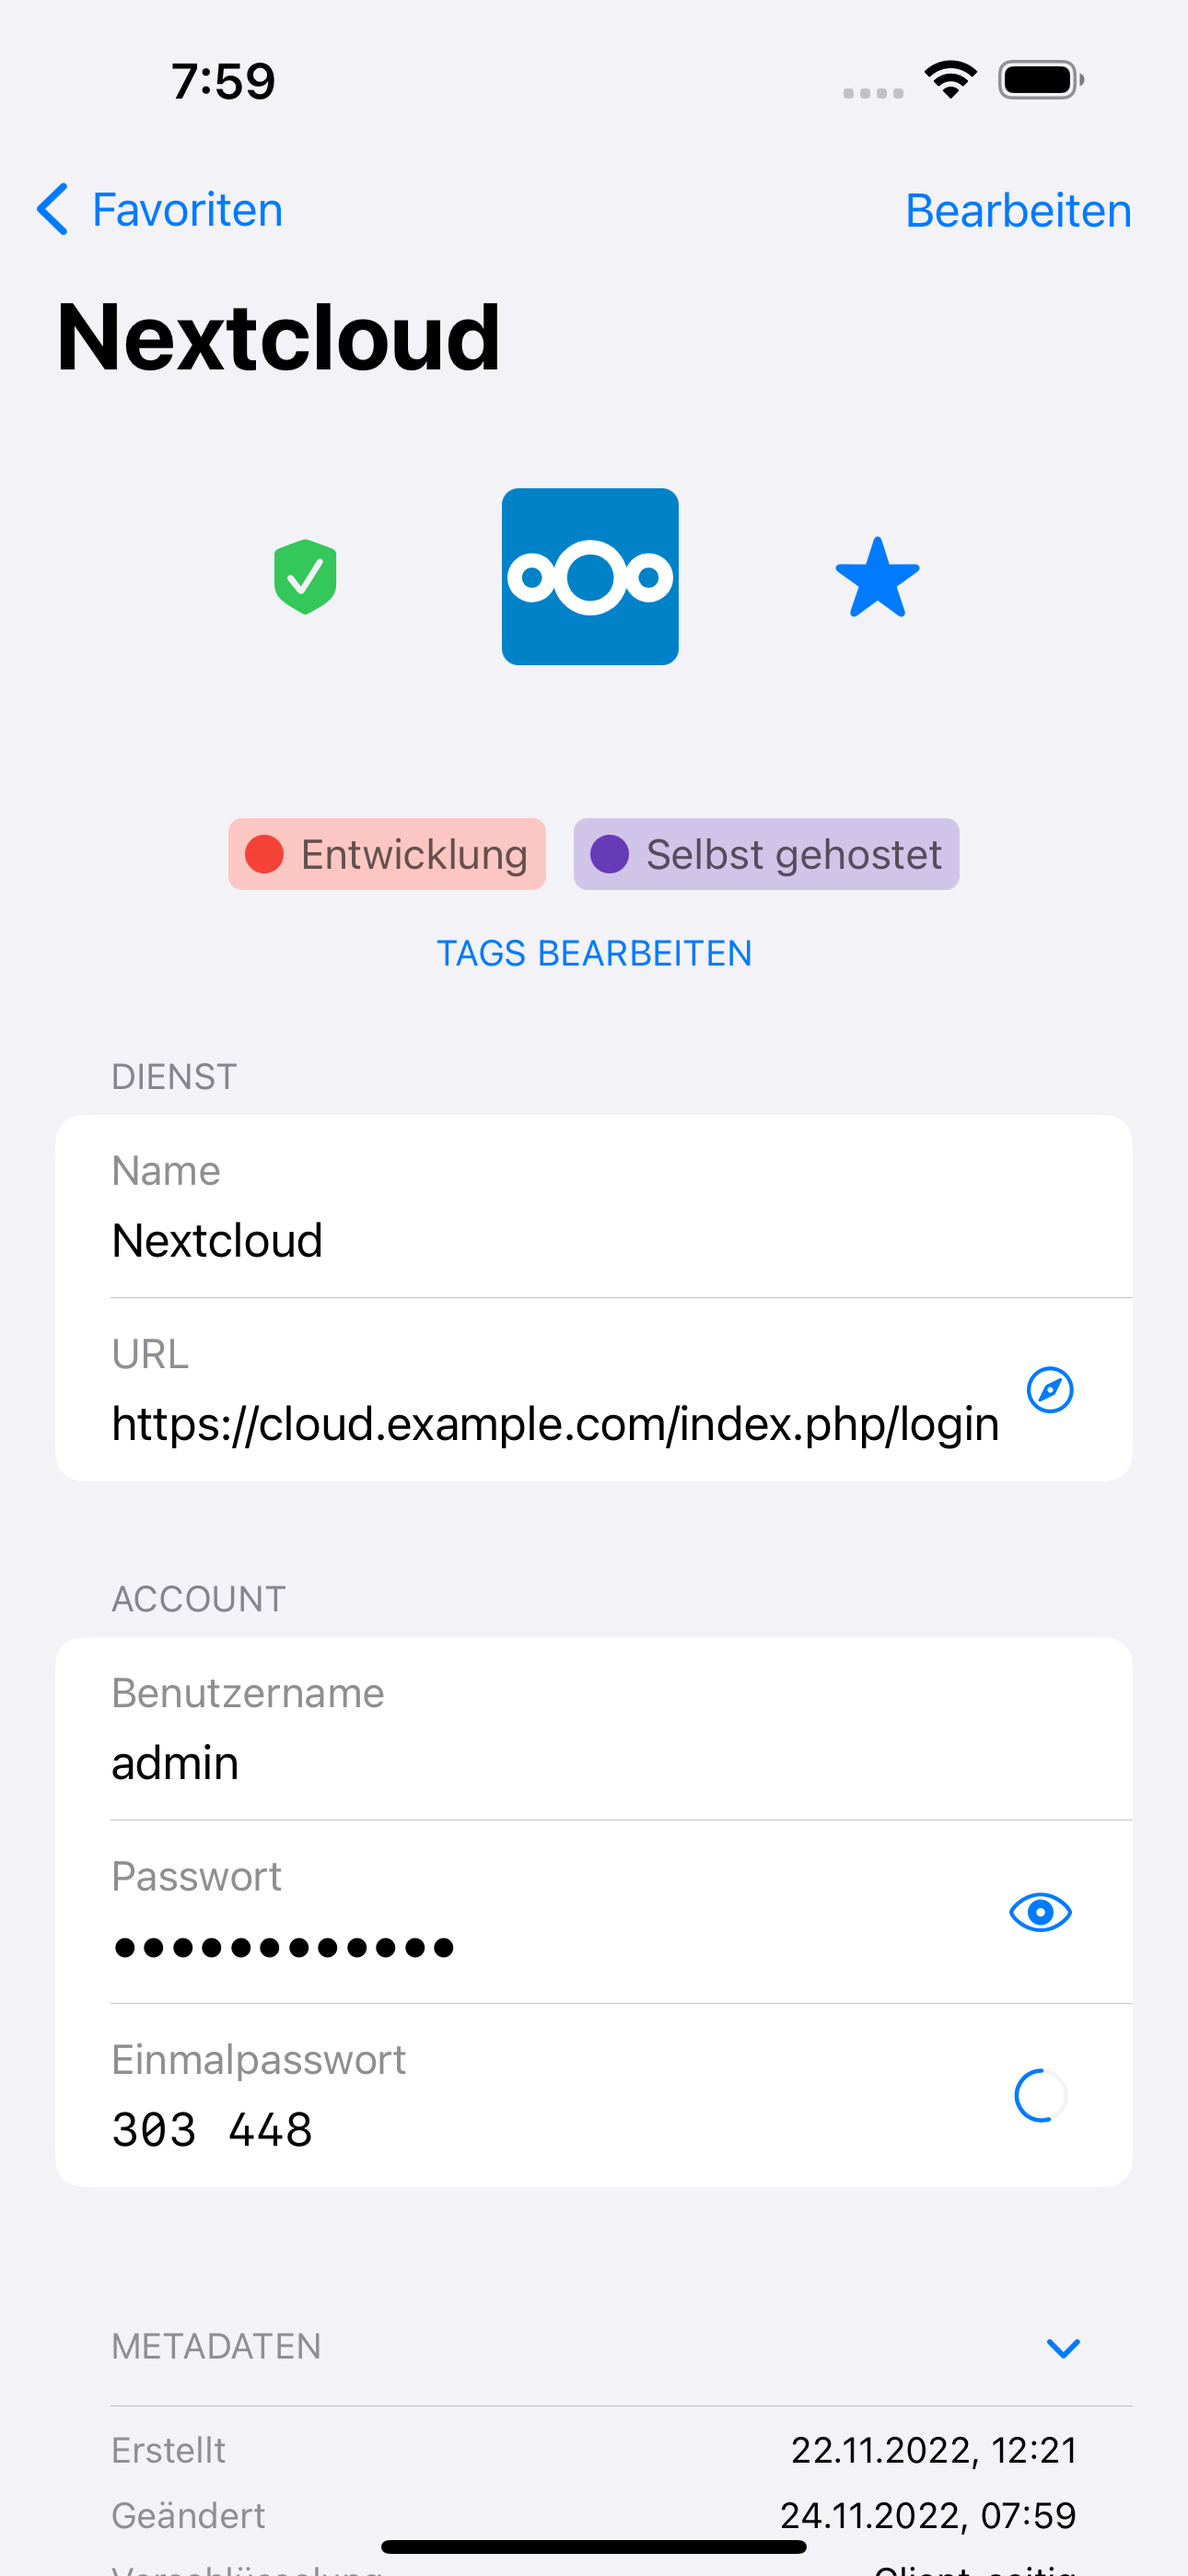 7:59
Favoriten
Bearbeiten
Nextcloud
Entwicklung
Selbst gehostet
TAGS BEARBEITEN
DIENST
Name
Nextcloud
URL
https://cloud.example.com/index.php/login
ACCOUNT
Benutzername
admin
Passwort
••••••••••••
Einmalpasswort
303 448
METADATEN
Erstellt
22.11.2022, 12:21
Geändert
24.11.2022, 07:59